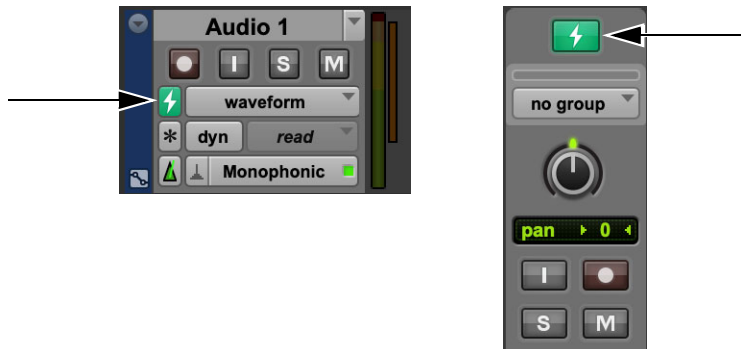 Audio 1
I S M
waveform
dyn read
Monophonic
no group
pan 0
I
S M